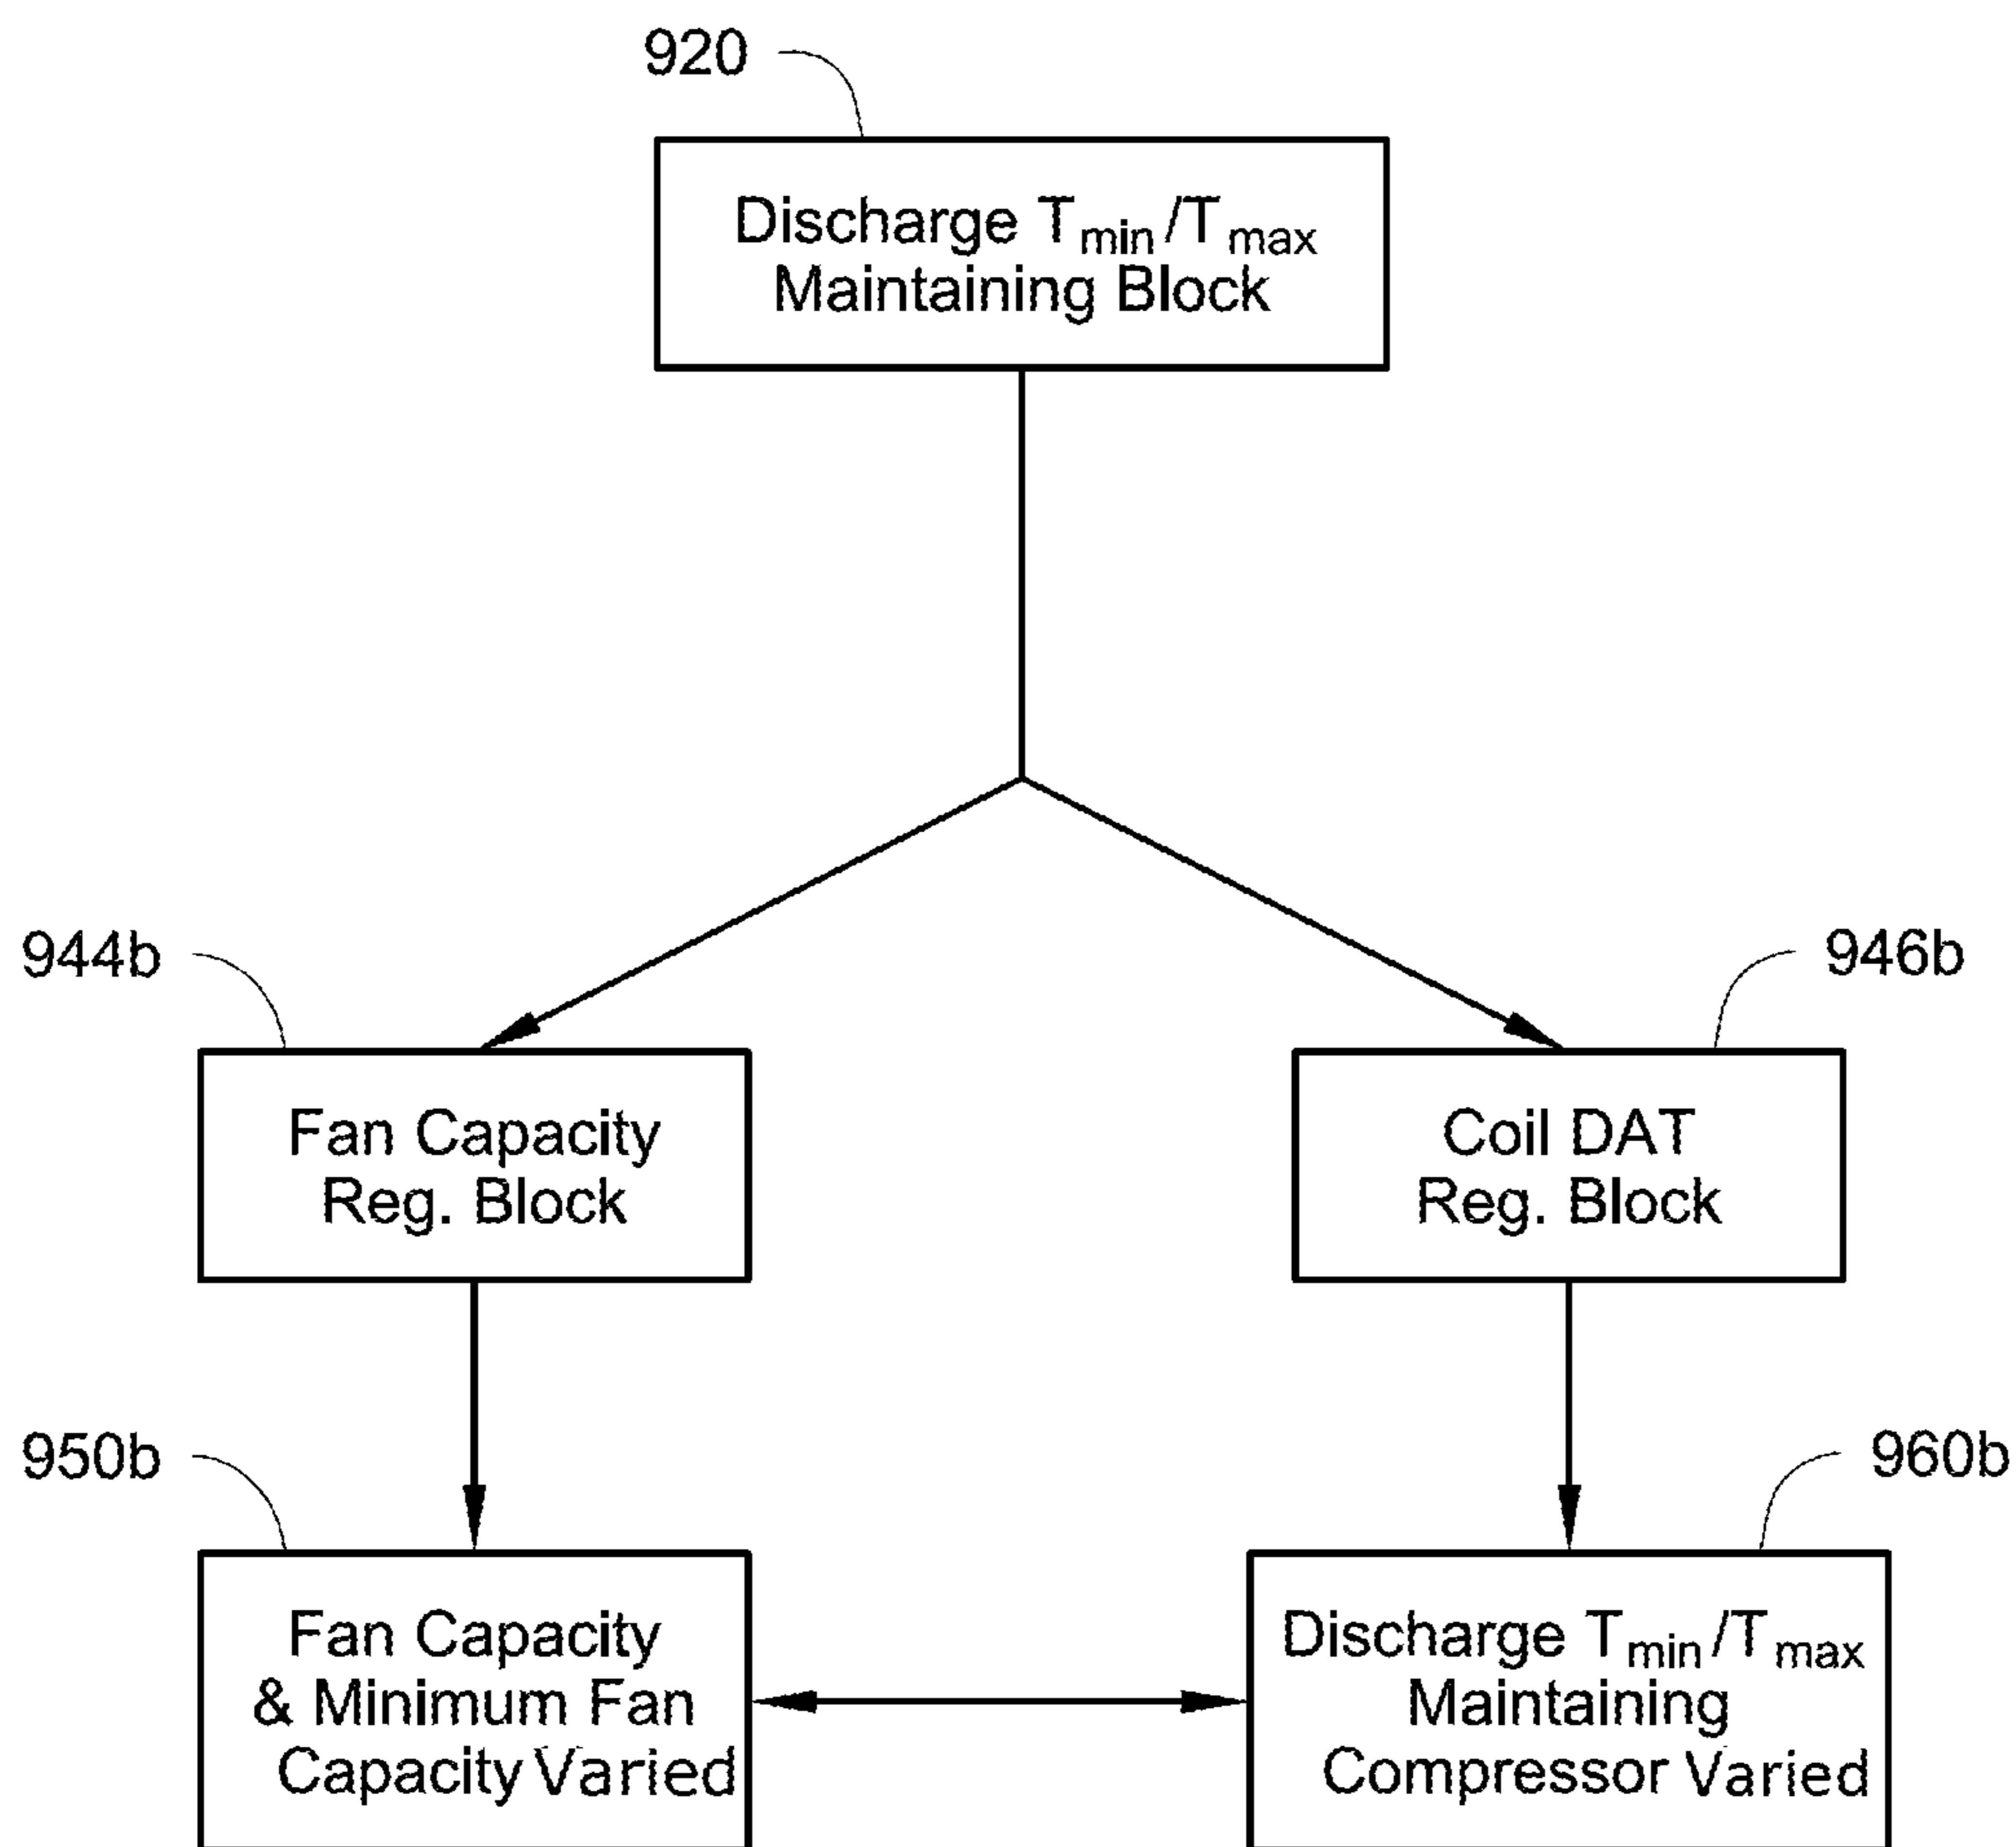 920
Discharge Tmin/Tmax
Maintaining Block
944b
946b
Fan Capacity
Reg. Block
Coil DAT
Reg. Block
950b
960b
Fan Capacity
& Minimum Fan
Capacity Varied
Discharge Tmin/Tmax
Maintaining
Compressor Varied